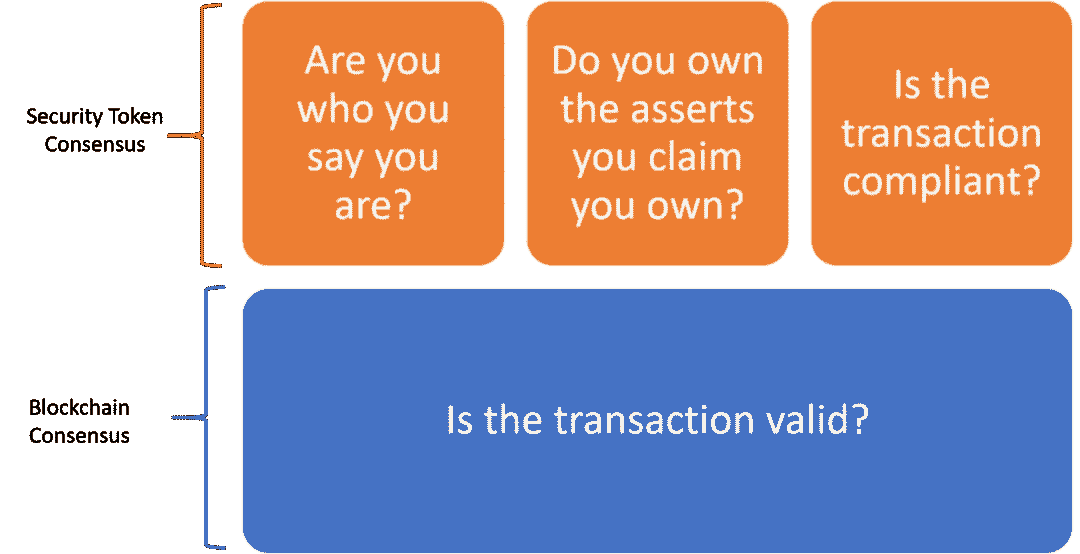 Security Token
Consensus
Are you
who you
say you
are?
Do you own
the asserts
you claim
you own?
Is the
transaction
compliant?
Blockchain
Consensus
Is the transaction valid?